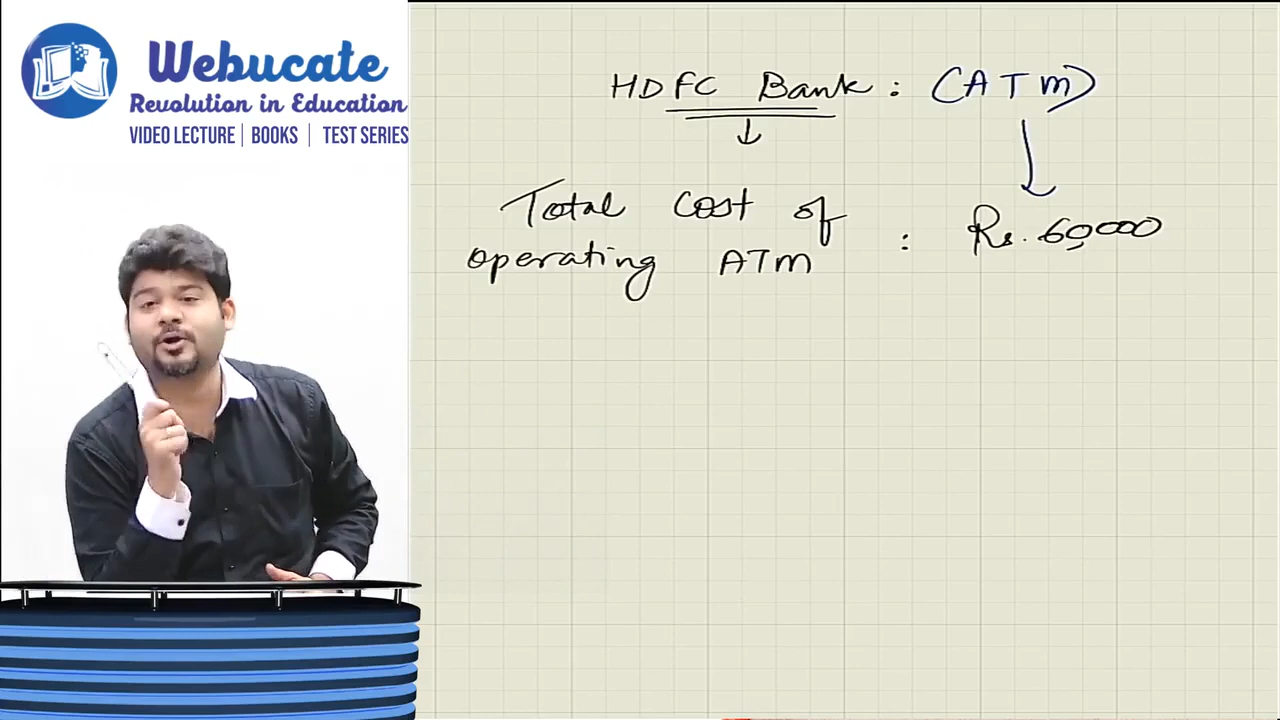 Webucate
Revolution in Education
VIDEO LECTURE | BOOKS | TEST SERIES
HDFC Bank : (ATM)
Total Cost of
operating ATM : Rs. 60,000